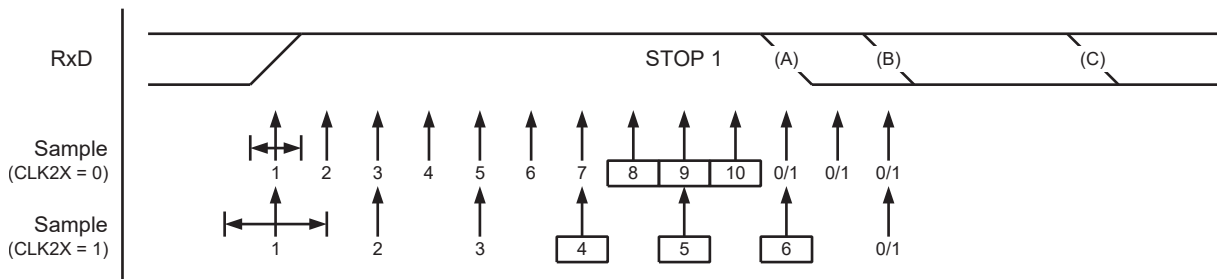 RxD
STOP 1
(A)
(B)
(C)
Sample
(CLK2X = 0)
1 2 3 4 5 6 7 8 9 10 0/1 0/1 0/1
Sample
(CLK2X = 1)
1 2 3 4 5 6 0/1